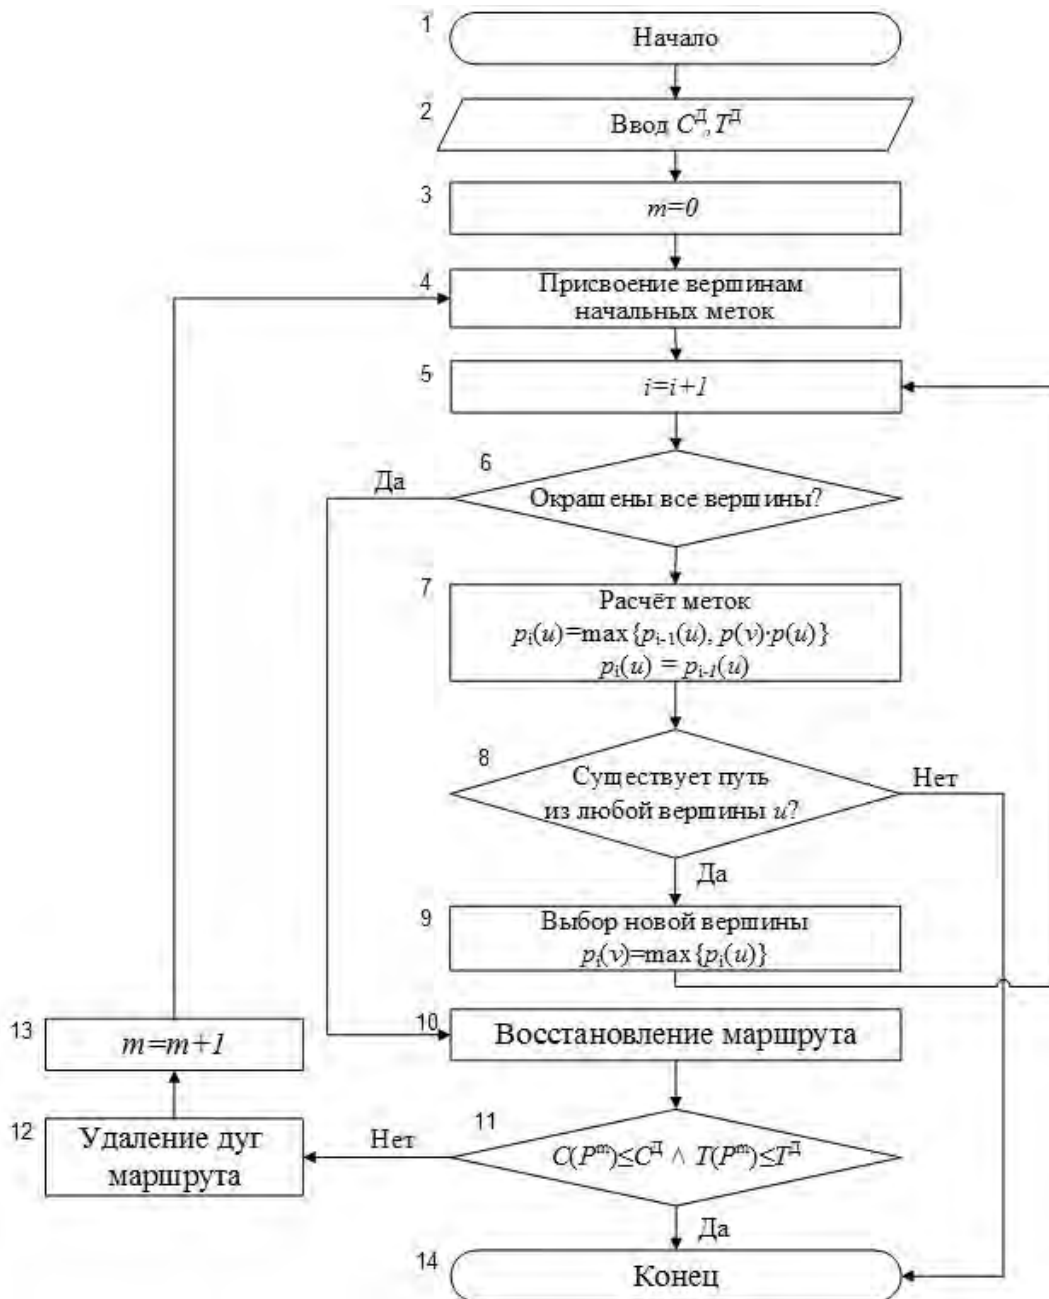 1
Начало
2
Ввод Cᴰ, Tᴰ
3
m=0
4
Присвоение вершинам
начальных меток
5
i=i+1
6
Да
Окрашены все вершины?
7
Расчёт меток
pᵢ(u)=max{pᵢ₋₁(u), p(v)·p(u)}
pᵢ(u) = pᵢ₋₁(u)
8
Существует путь
из любой вершины u?
Нет
Да
9
Выбор новой вершины
pᵢ(v)=max{pᵢ(u)}
10
Восстановление маршрута
13
m=m+1
11
12
Удаление дуг
маршрута
Нет
C(Pᵐ)≤Cᴰ ∧ T(Pᵐ)≤Tᴰ
Да
14
Конец